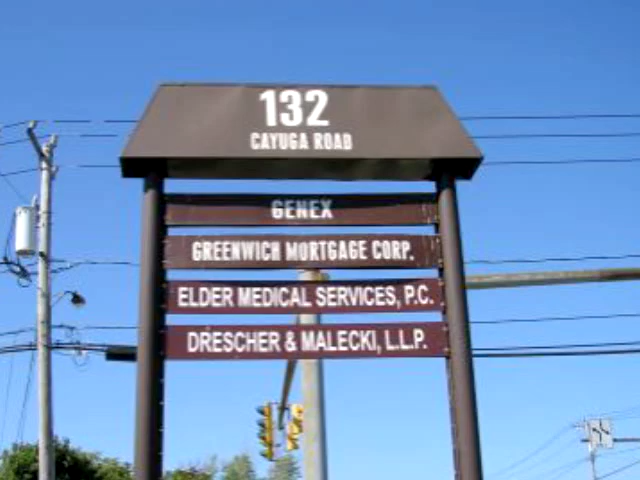 132
CAYUGA ROAD
GENEX
GREENWICH MORTGAGE CORP.
ELDER MEDICAL SERVICES, P.C.
DRESCHER & MALECKI, L.L.P.